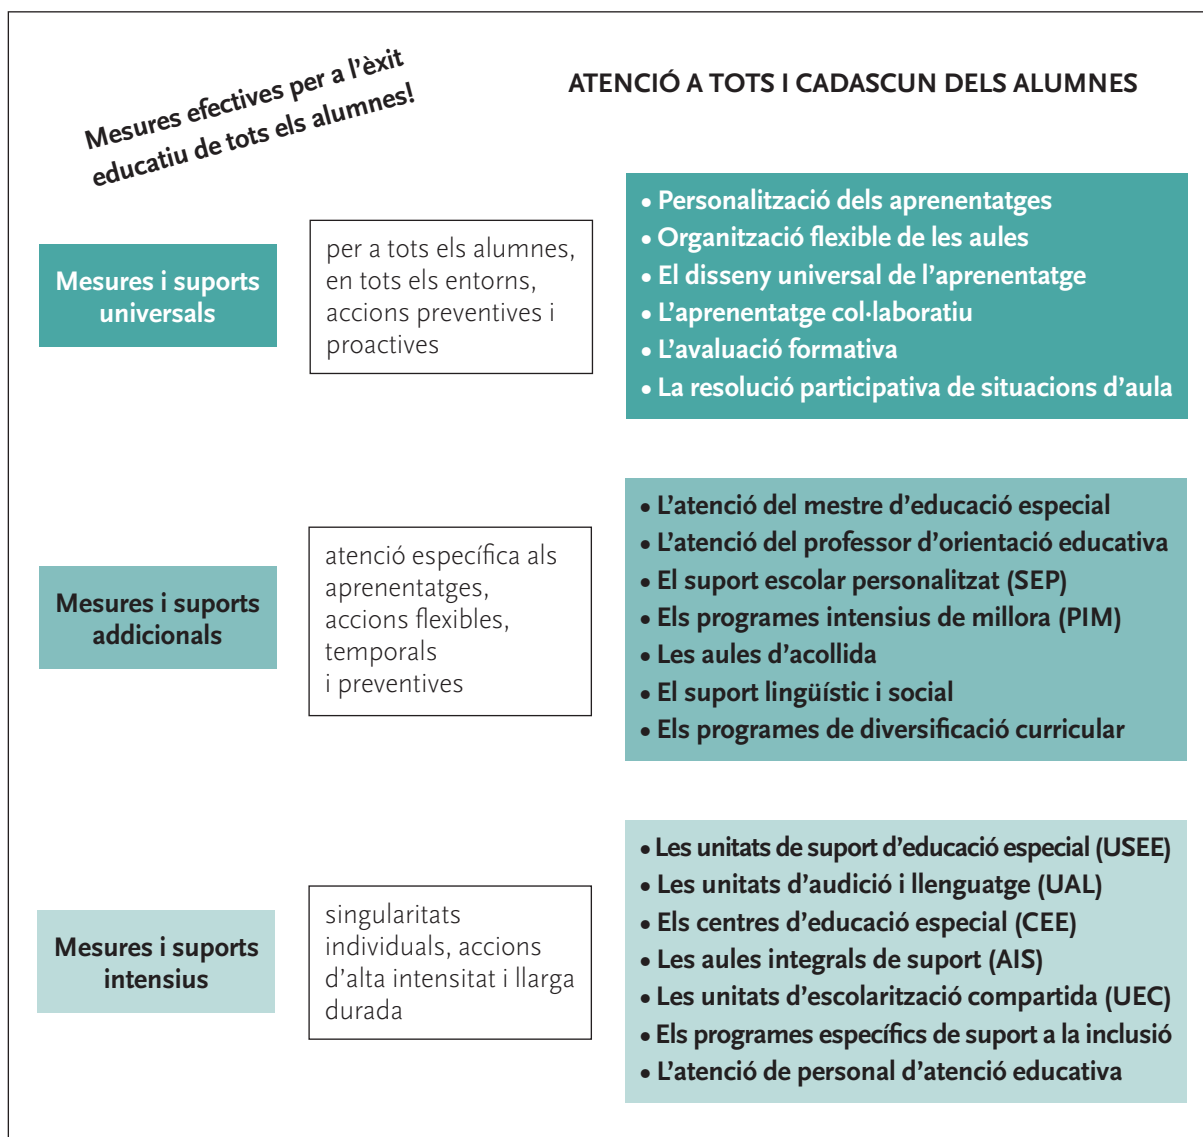 Mesures efectives per a l’èxit
educatiu de tots els alumnes!
ATENCIÓ A TOTS I CADASCUN DELS ALUMNES
Mesures i suports
universals
per a tots els alumnes,
en tots els entorns,
accions preventives i
proactives
• Personalització dels aprenentatges
• Organització flexible de les aules
• El disseny universal de l’aprenentatge
• L’aprenentatge col·laboratiu
• L’avaluació formativa
• La resolució participativa de situacions d’aula
Mesures i suports
addicionals
atenció específica als
aprenentatges,
accions flexibles,
temporals
i preventives
• L’atenció del mestre d’educació especial
• L’atenció del professor d’orientació educativa
• El suport escolar personalitzat (SEP)
• Els programes intensius de millora (PIM)
• Les aules d’acollida
• El suport lingüístic i social
• Els programes de diversificació curricular
Mesures i suports
intensius
singularitats
individuals, accions
d’alta intensitat i llarga
durada
• Les unitats de suport d’educació especial (USEE)
• Les unitats d’audició i llenguatge (UAL)
• Els centres d’educació especial (CEE)
• Les aules integrals de suport (AIS)
• Les unitats d’escolarització compartida (UEC)
• Els programes específics de suport a la inclusió
• L’atenció de personal d’atenció educativa